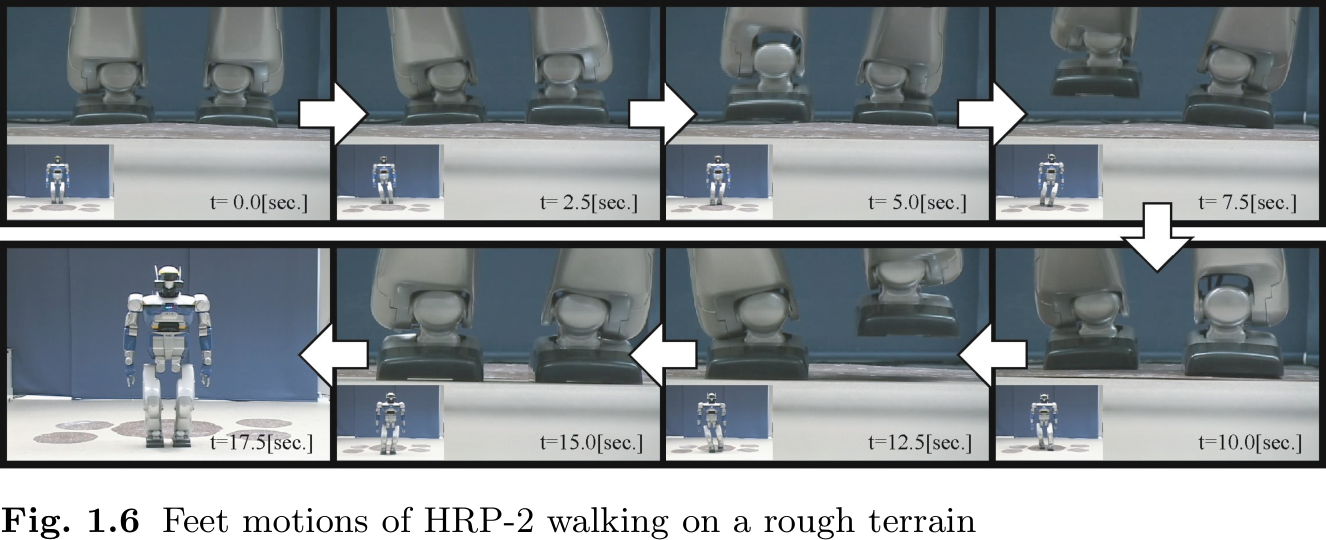 t= 0.0[sec.]
t= 2.5[sec.]
t= 5.0[sec.]
t= 7.5[sec.]
t=10.0[sec.]
t=12.5[sec.]
t=15.0[sec.]
t=17.5[sec.]
Fig. 1.6 Feet motions of HRP-2 walking on a rough terrain